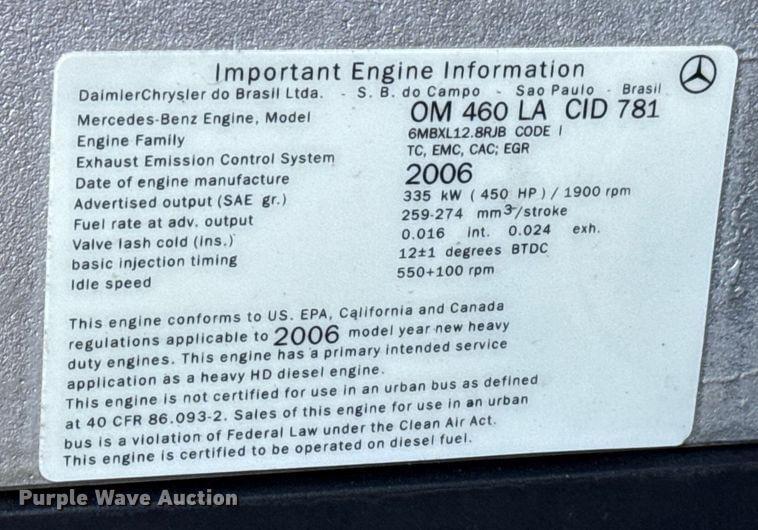 Important Engine Information
DaimlerChrysler do Brasil Ltda. - S. B. do Campo - Sao Paulo - Brasil
Mercedes-Benz Engine, Model OM 460 LA CID 781
Engine Family 6MBXL12.8RJB CODE I
Exhaust Emission Control System TC, EMC, CAC; EGR
Date of engine manufacture 2006
Advertised output (SAE gr.) 335 kW ( 450 HP ) / 1900 rpm
Fuel rate at adv. output 259-274 mm3/stroke
Valve lash cold (ins.) 0.016 int. 0.024 exh.
basic injection timing 12±1 degrees BTDC
Idle speed 550+100 rpm
This engine conforms to US. EPA, California and Canada
regulations applicable to 2006 model year new heavy
duty engines. This engine has a primary intended service
application as a heavy HD diesel engine.
This engine is not certified for use in an urban bus as defined
at 40 CFR 86.093-2. Sales of this engine for use in an urban
bus is a violation of Federal Law under the Clean Air Act.
This engine is certified to be operated on diesel fuel.
Purple Wave Auction